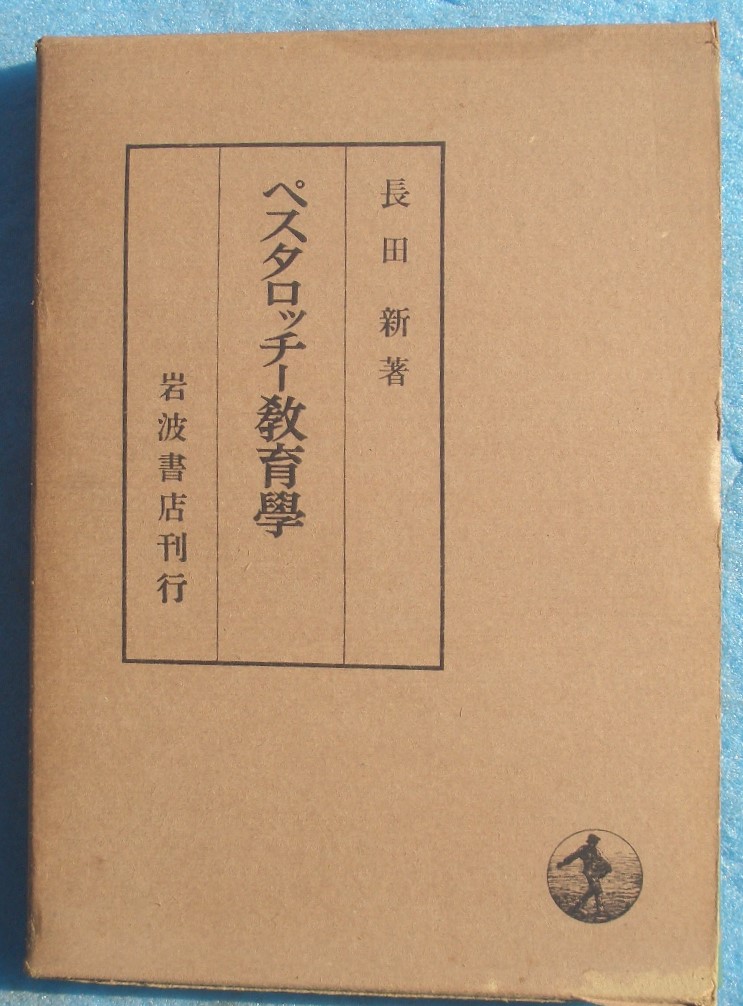 長田新著
ペスタロッチー教育學
岩波書店刊行